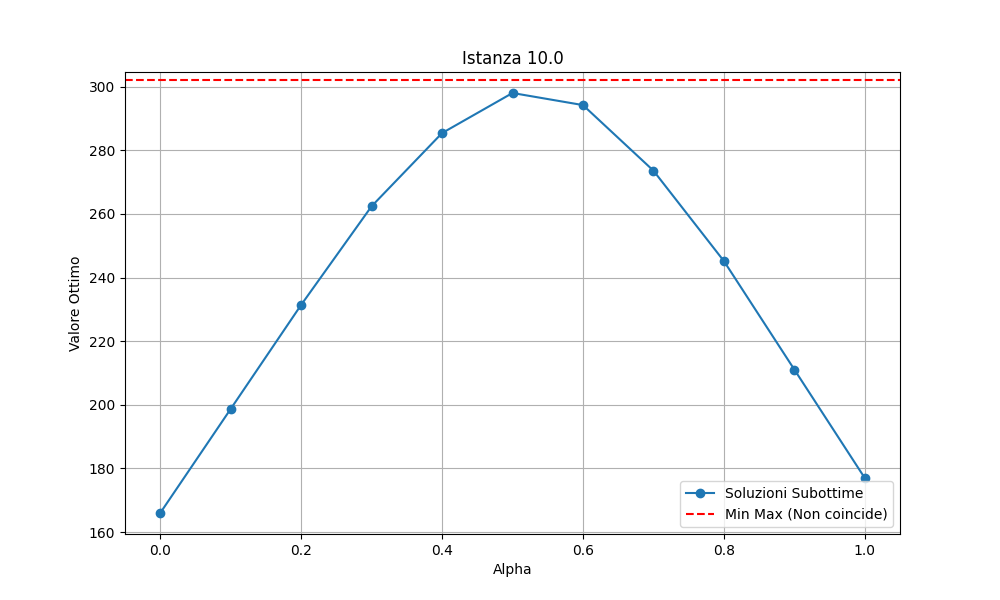 Istanza 10.0
Valore Ottimo
300
280
260
240
220
200
180
160
0.0 0.2 0.4 0.6 0.8 1.0
Alpha
Soluzioni Subottime
Min Max (Non coincide)